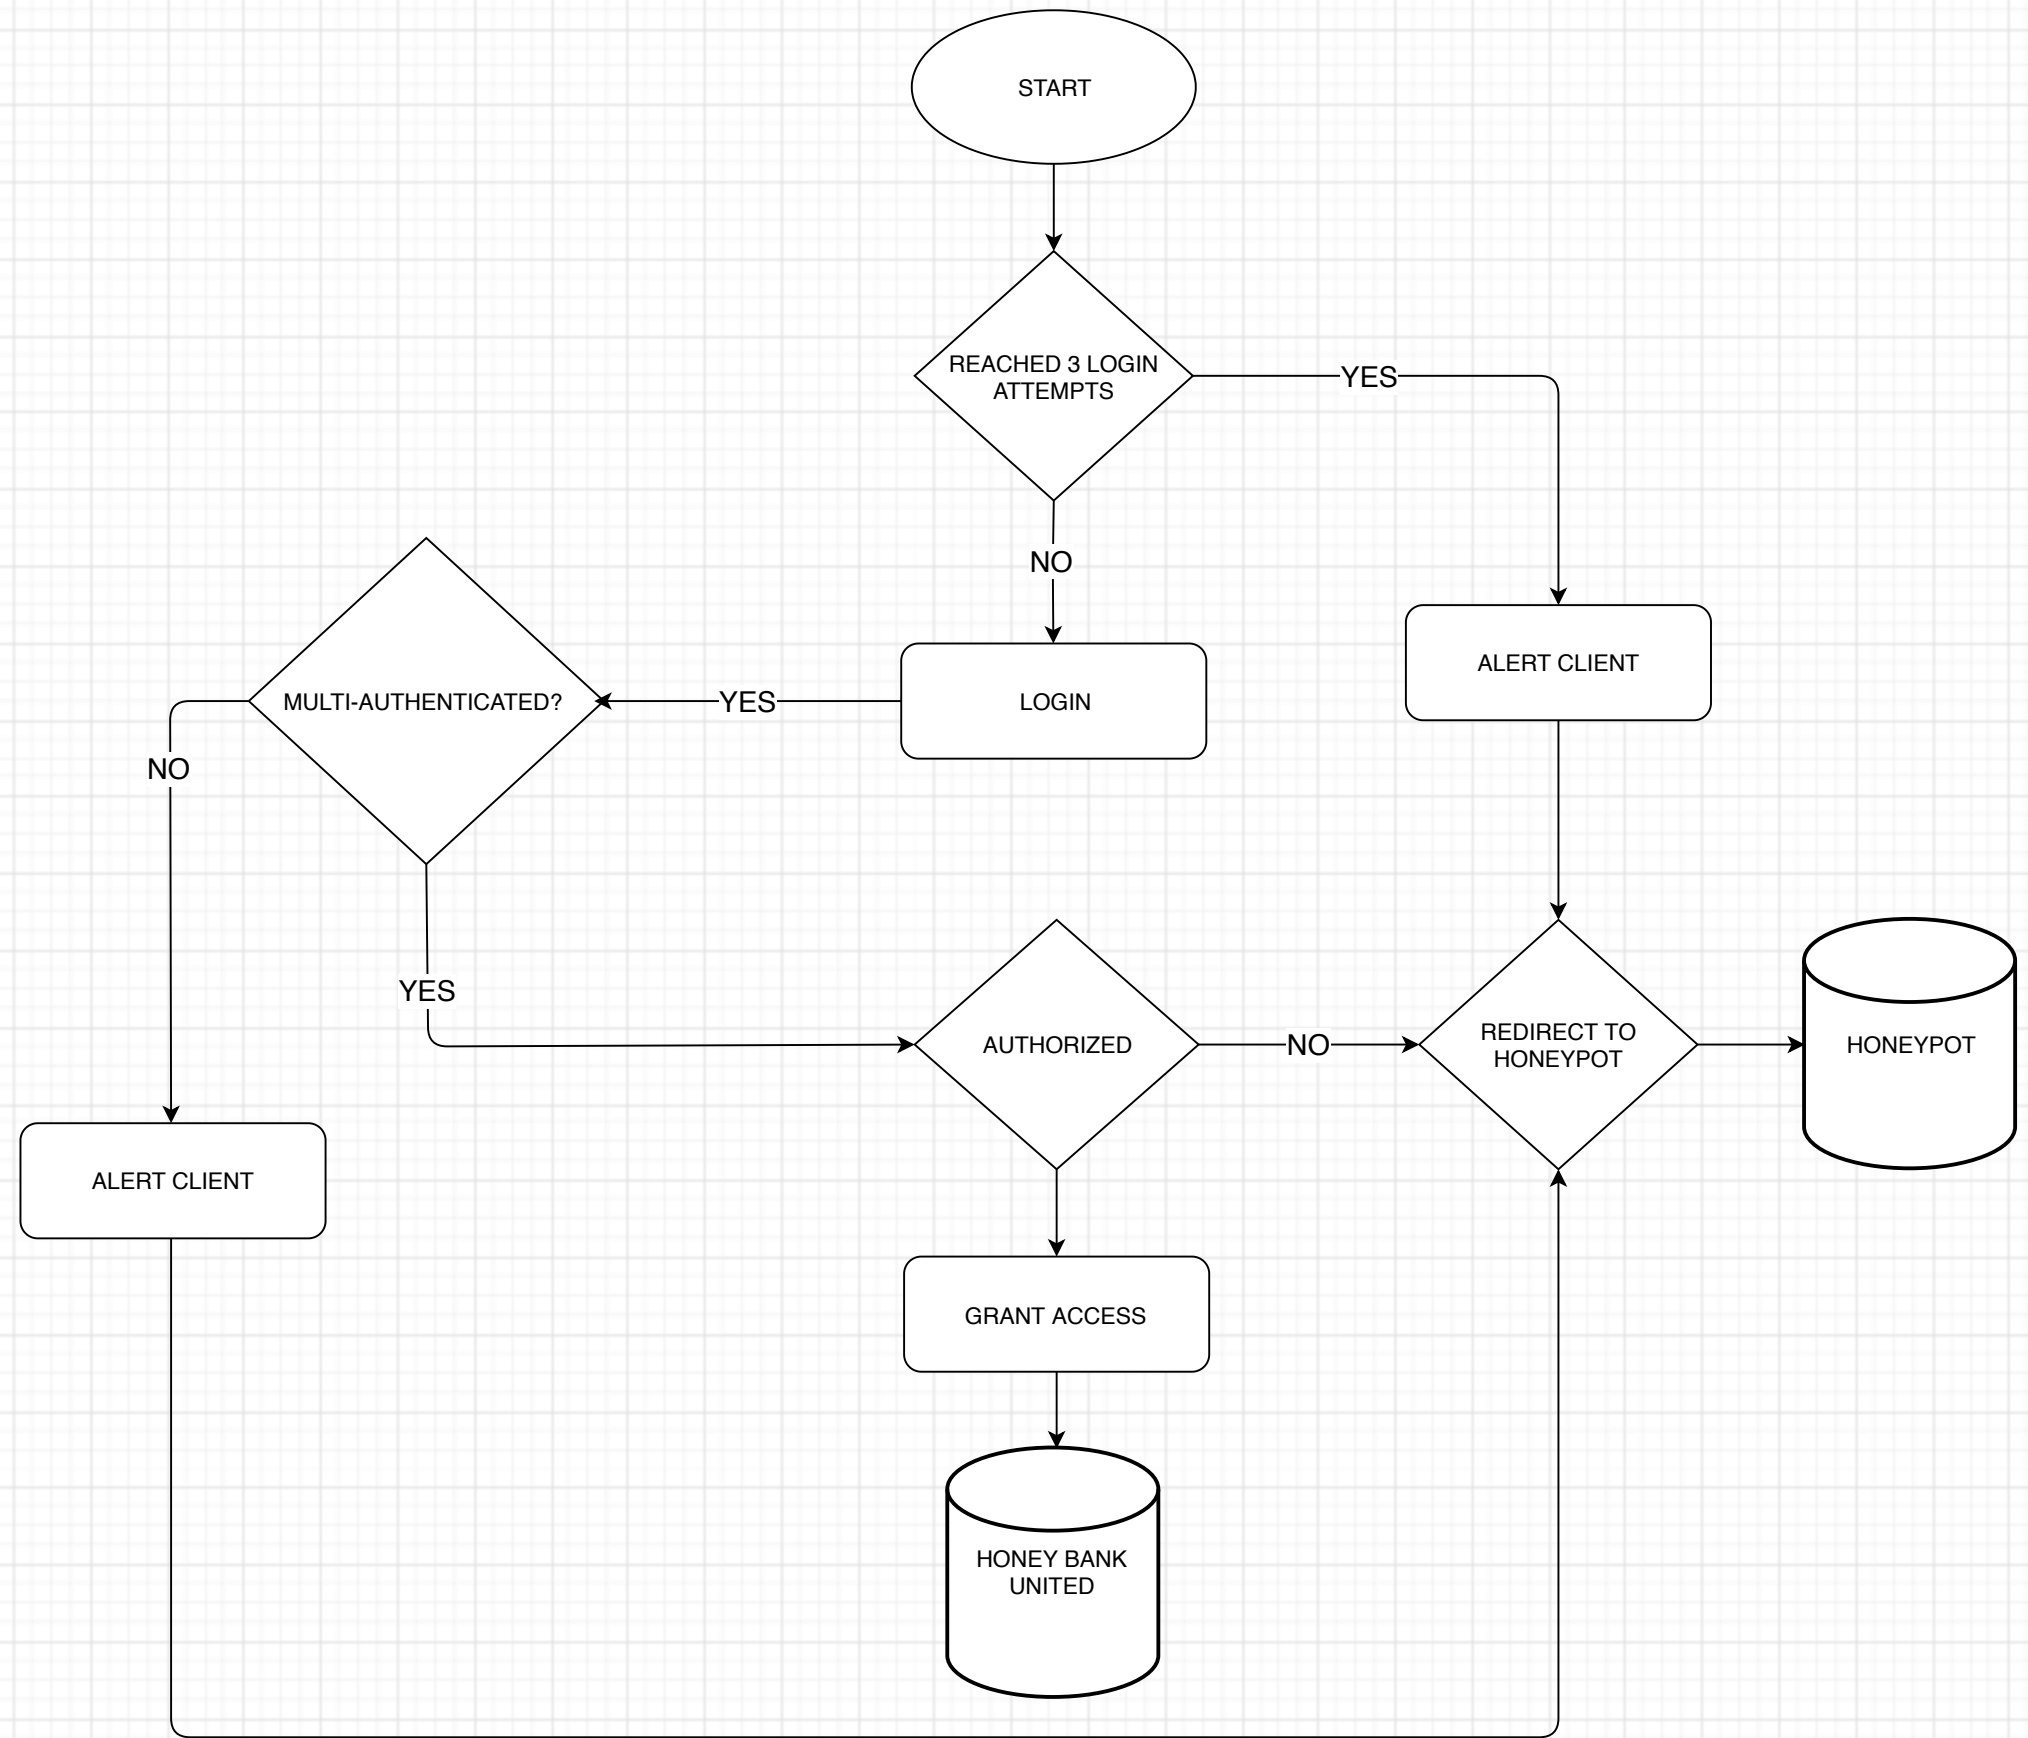 START
REACHED 3 LOGIN
ATTEMPTS
YES
NO
ALERT CLIENT
MULTI-AUTHENTICATED?
YES
LOGIN
NO
YES
AUTHORIZED
NO
REDIRECT TO
HONEYPOT
HONEYPOT
ALERT CLIENT
GRANT ACCESS
HONEY BANK
UNITED